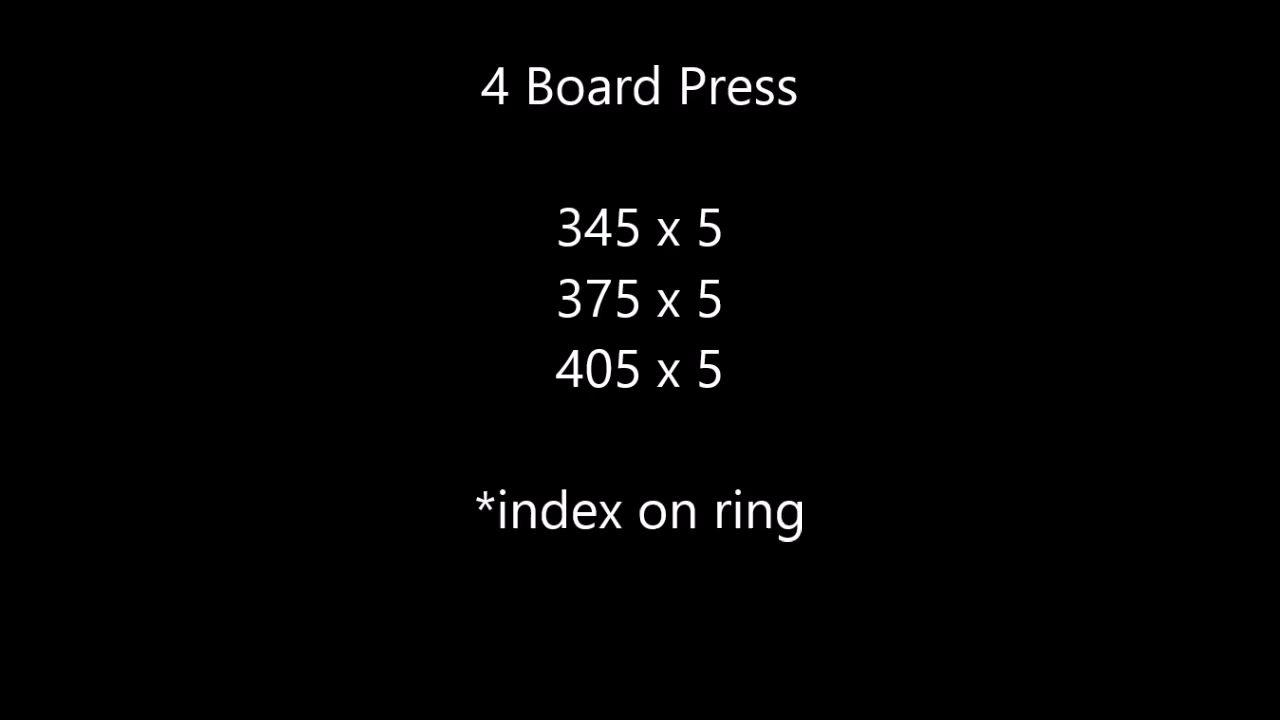 4 Board Press
345 x 5
375 x 5
405 x 5
*index on ring